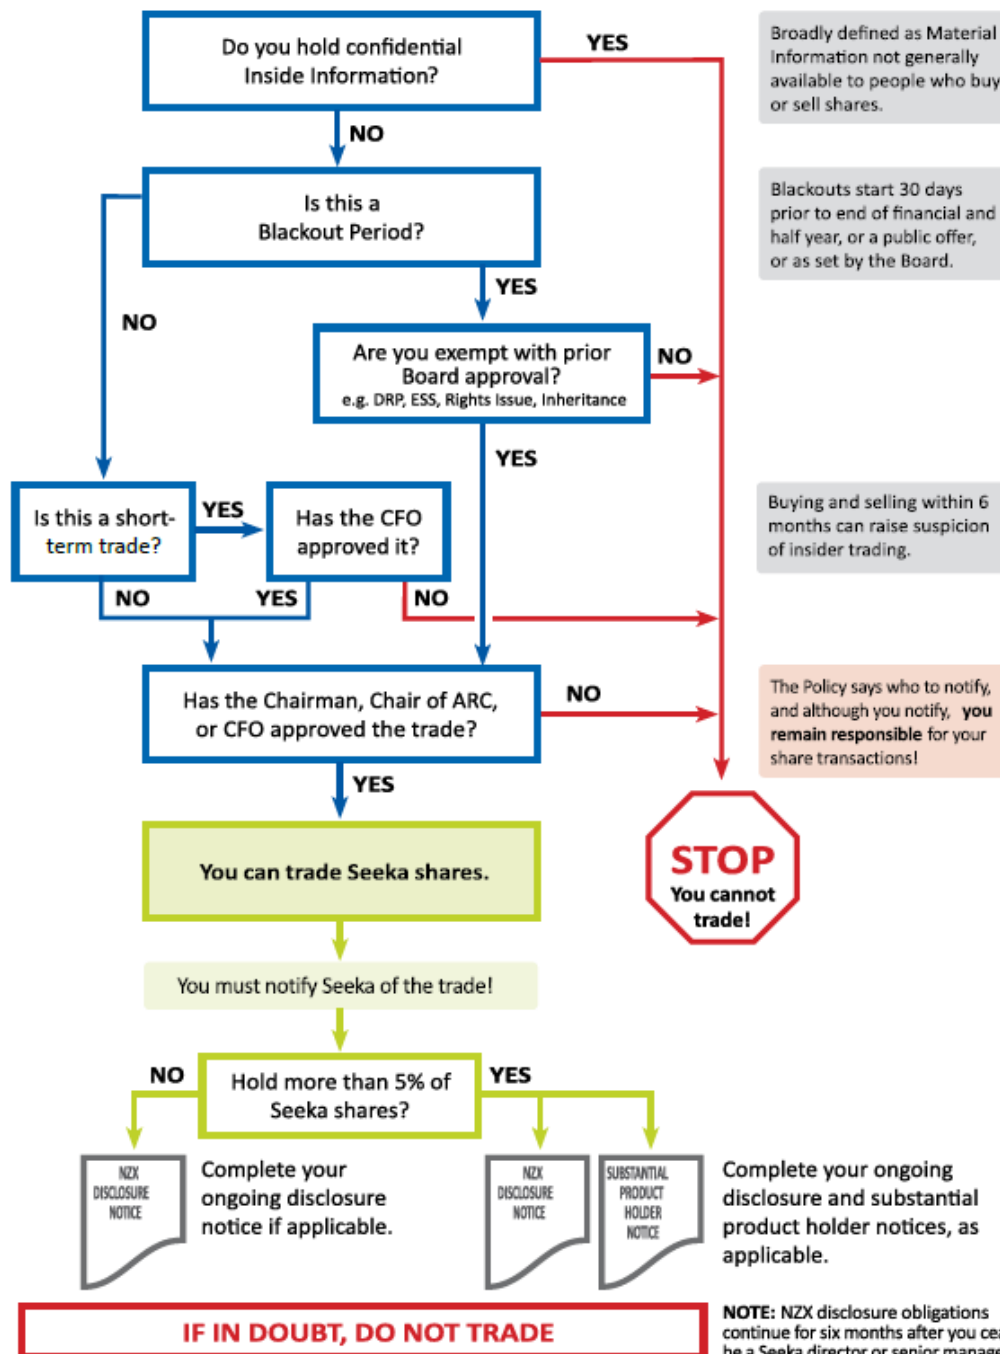 Do you hold confidential
Inside Information?
YES
Broadly defined as Material
Information not generally
available to people who buy
or sell shares.
NO
Is this a
Blackout Period?
Blackouts start 30 days
prior to end of financial and
half year, or a public offer,
or as set by the Board.
YES
NO
Are you exempt with prior
Board approval?
e.g. DRP, ESS, Rights Issue, Inheritance
NO
YES
Is this a short-
term trade?
YES
Has the CFO
approved it?
Buying and selling within 6
months can raise suspicion
of insider trading.
NO
YES
NO
Has the Chairman, Chair of ARC,
or CFO approved the trade?
NO
The Policy says who to notify,
and although you notify, you
remain responsible for your
share transactions!
YES
You can trade Seeka shares.
STOP
You cannot
trade!
You must notify Seeka of the trade!
NO
Hold more than 5% of
Seeka shares?
YES
NZX
DISCLOSURE
NOTICE
Complete your
ongoing disclosure
notice if applicable.
NZX
DISCLOSURE
NOTICE
SUBSTANTIAL
PRODUCT
HOLDER
NOTICE
Complete your ongoing
disclosure and substantial
product holder notices, as
applicable.
IF IN DOUBT, DO NOT TRADE
NOTE: NZX disclosure obligations
continue for six months after you
be a Seeka director or senior